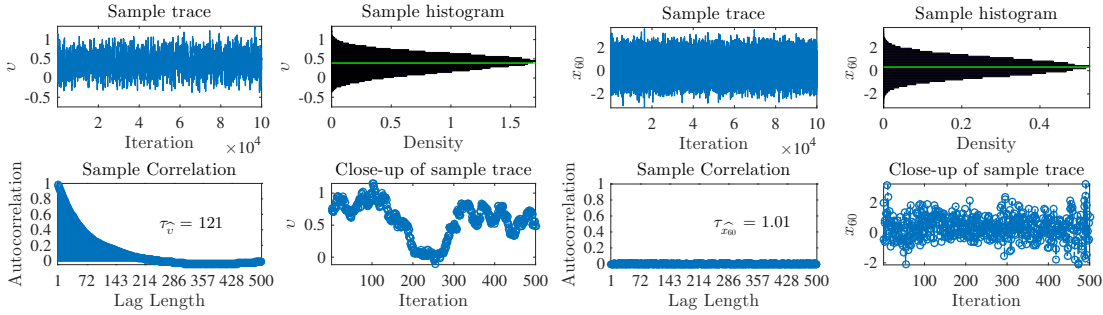 Sample trace
Sample histogram
Sample trace
Sample histogram
1
0.5
0
-0.5
v
2 4 6 8 10
Iteration
×10^4
1
0.5
0
-0.5
v
0 0.5 1 1.5
Density
2
0
-2
x_60
2 4 6 8 10
Iteration
×10^4
2
0
-2
x_60
0 0.2 0.4
Density
Sample Correlation
Close-up of sample trace
Sample Correlation
Close-up of sample trace
Autocorrelation
1
0.8
0.6
0.4
0.2
0
τ_v̂ = 121
1 72 143 214 286 357 428 500
Lag Length
v
1
0.5
0
100 200 300 400 500
Iteration
Autocorrelation
1
0.8
0.6
0.4
0.2
0
τ_x̂60 = 1.01
1 72 143 214 286 357 428 500
Lag Length
x_60
2
0
-2
100 200 300 400 500
Iteration